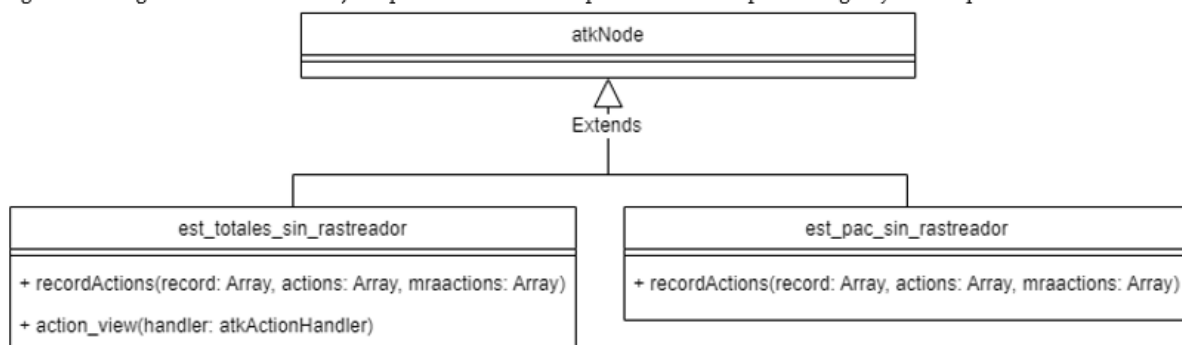 atkNode
Extends
est_totales_sin_rastreador
+ recordActions(record: Array, actions: Array, mraactions: Array)
+ action_view(handler: atkActionHandler)
est_pac_sin_rastreador
+ recordActions(record: Array, actions: Array, mraactions: Array)